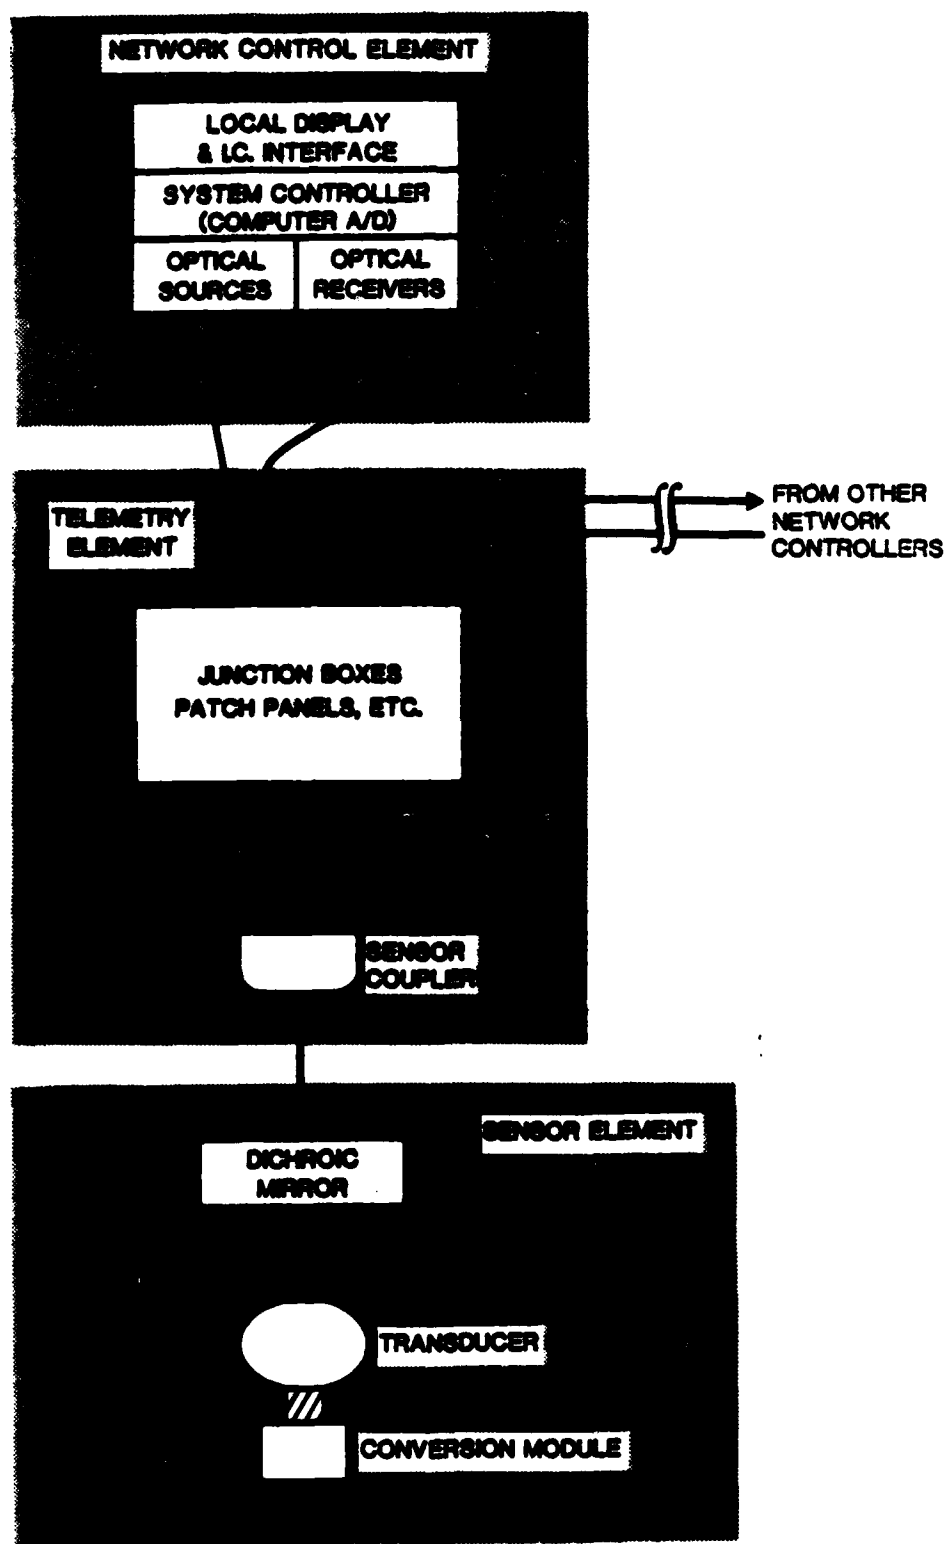 NETWORK CONTROL ELEMENT
LOCAL DISPLAY
& I.C. INTERFACE
SYSTEM CONTROLLER
(COMPUTER A/D)
OPTICAL
SOURCES
OPTICAL
RECEIVERS
TELEMETRY
ELEMENT
FROM OTHER
NETWORK
CONTROLLERS
JUNCTION BOXES
PATCH PANELS, ETC.
SENSOR
COUPLER
SENSOR ELEMENT
DICHROIC
MIRROR
TRANSDUCER
CONVERSION MODULE